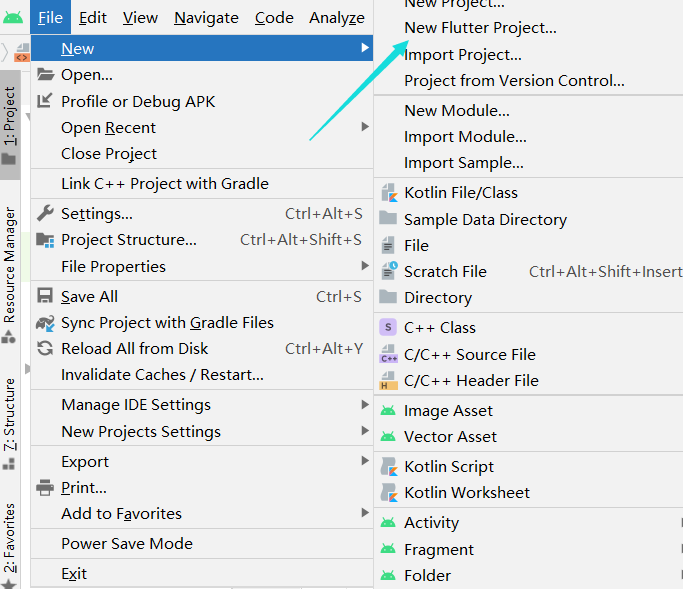 File Edit View Navigate Code Analyze
New
Open...
Profile or Debug APK
Open Recent
Close Project
Link C++ Project with Gradle
Settings... Ctrl+Alt+S
Project Structure... Ctrl+Alt+Shift+S
File Properties
Save All Ctrl+S
Sync Project with Gradle Files
Reload All from Disk Ctrl+Alt+Y
Invalidate Caches / Restart...
Manage IDE Settings
New Projects Settings
Export
Print...
Add to Favorites
Power Save Mode
Exit
New Project...
New Flutter Project...
Import Project...
Project from Version Control...
New Module...
Import Module...
Import Sample...
Kotlin File/Class
Sample Data Directory
File
Scratch File Ctrl+Alt+Shift+Insert
Directory
S C++ Class
C++ C/C++ Source File
H C/C++ Header File
Image Asset
Vector Asset
Kotlin Script
Kotlin Worksheet
Activity
Fragment
Folder
1: Project
Resource Manager
7: Structure
2: Favorites